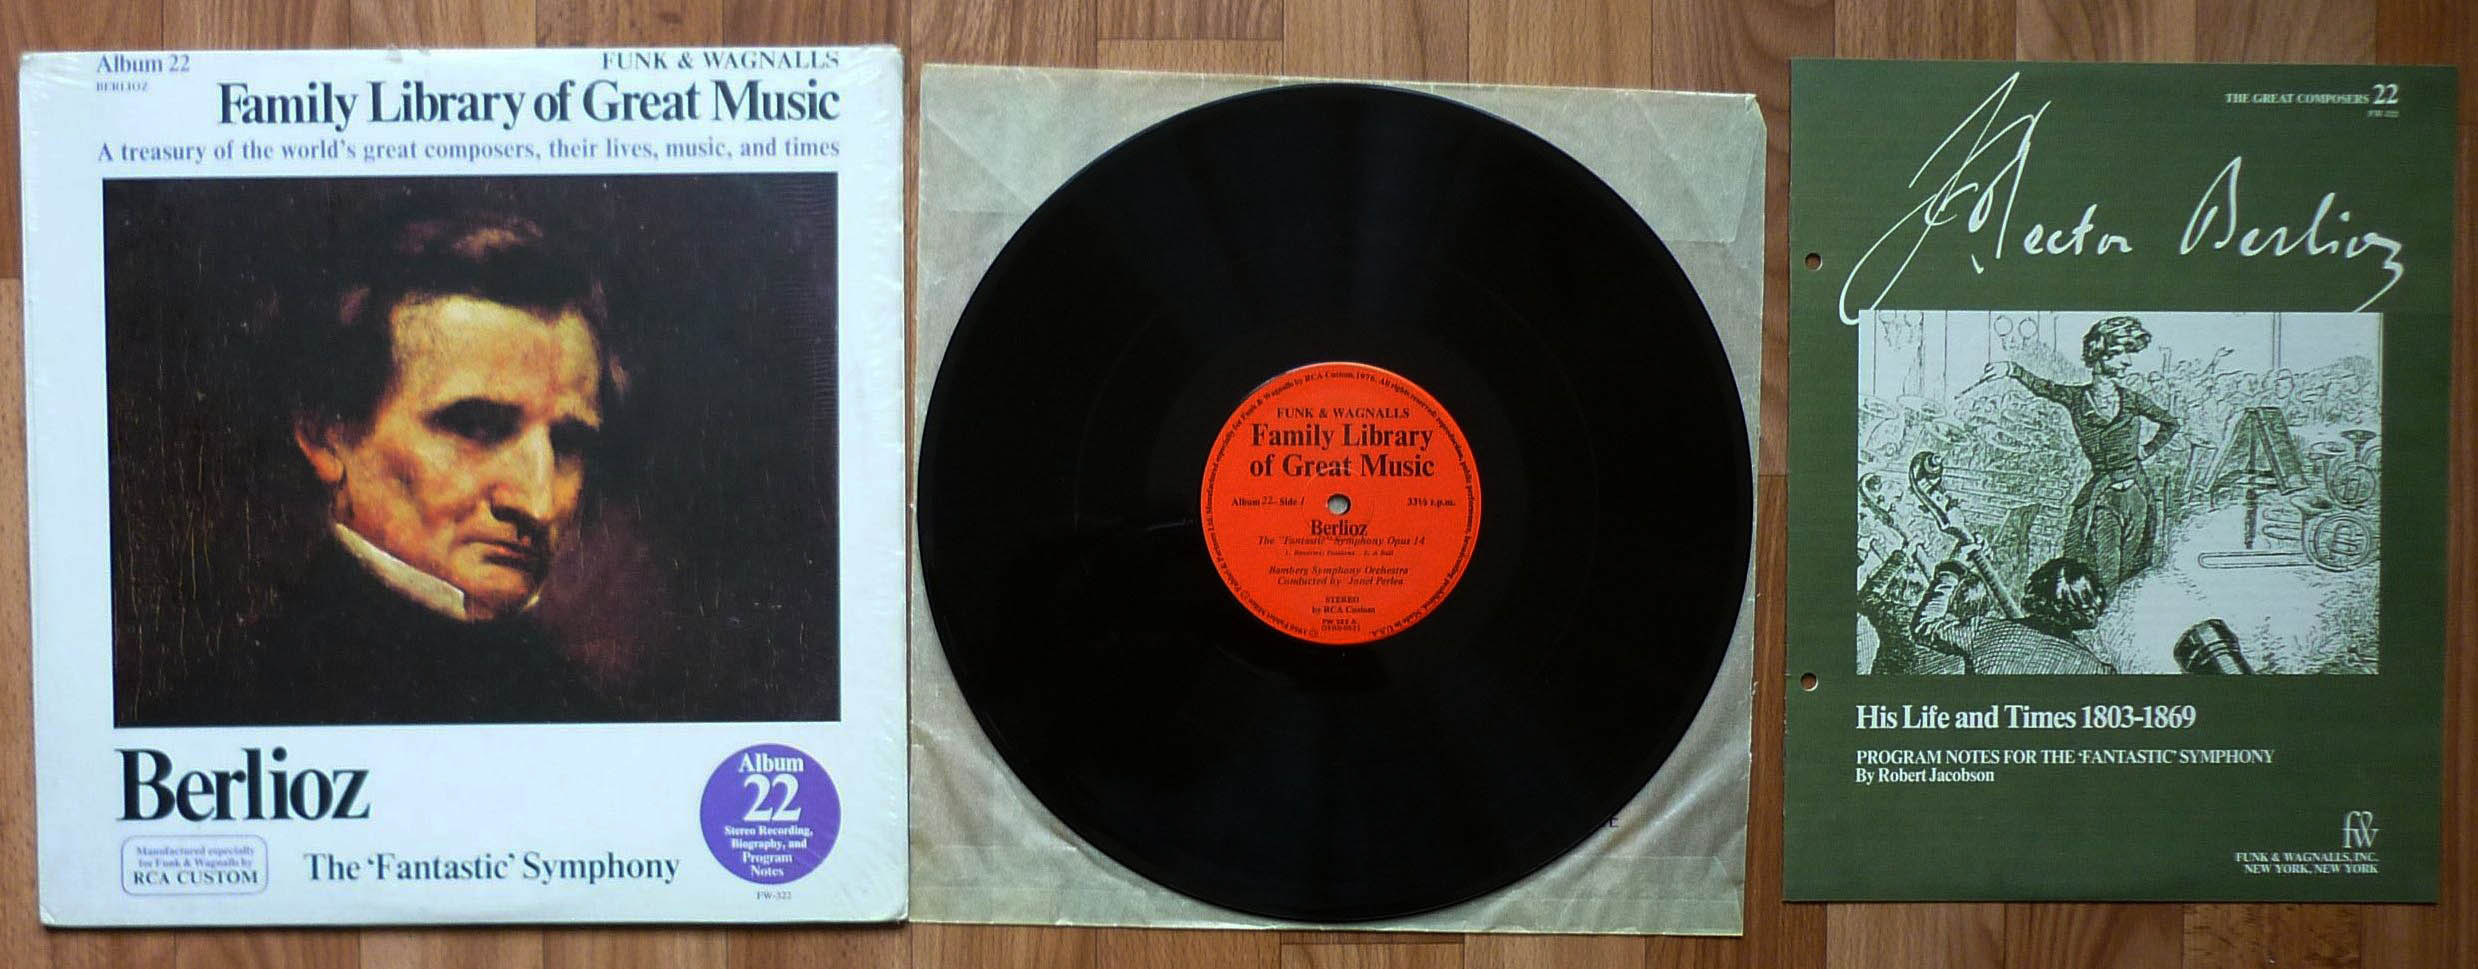 Album 22
BERLIOZ
FUNK & WAGNALLS
Family Library of Great Music
A treasury of the world's great composers, their lives, music, and times
Berlioz
Manufactured especially
for Funk & Wagnalls by
RCA CUSTOM
The 'Fantastic' Symphony
Album
22
Stereo Recording,
Biography, and
Program
Notes
FW-322
FUNK & WAGNALLS
Family Library
of Great Music
Album 22 Side 1
33⅓ r.p.m.
Berlioz
The "Fantastic" Symphony Opus 14
Bamberg Symphony Orchestra
Conducted by Jonel Perlea
STEREO
by RCA Custom
THE GREAT COMPOSERS 22
FW-322
Hector Berlioz
His Life and Times 1803-1869
PROGRAM NOTES FOR THE 'FANTASTIC' SYMPHONY
By Robert Jacobson
fw
FUNK & WAGNALLS, INC.
NEW YORK, NEW YORK